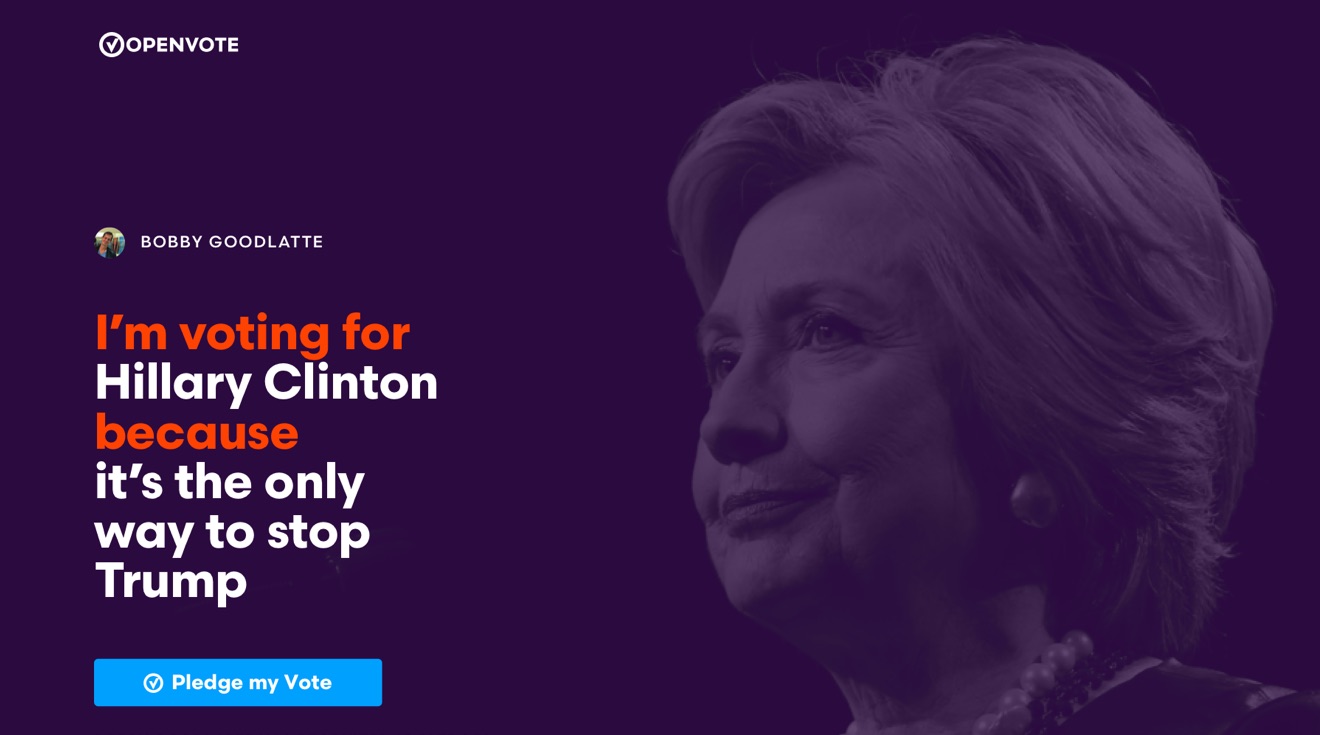 OPENVOTE
BOBBY GOODLATTE
I’m voting for
Hillary Clinton
because
it’s the only
way to stop
Trump
Pledge my Vote